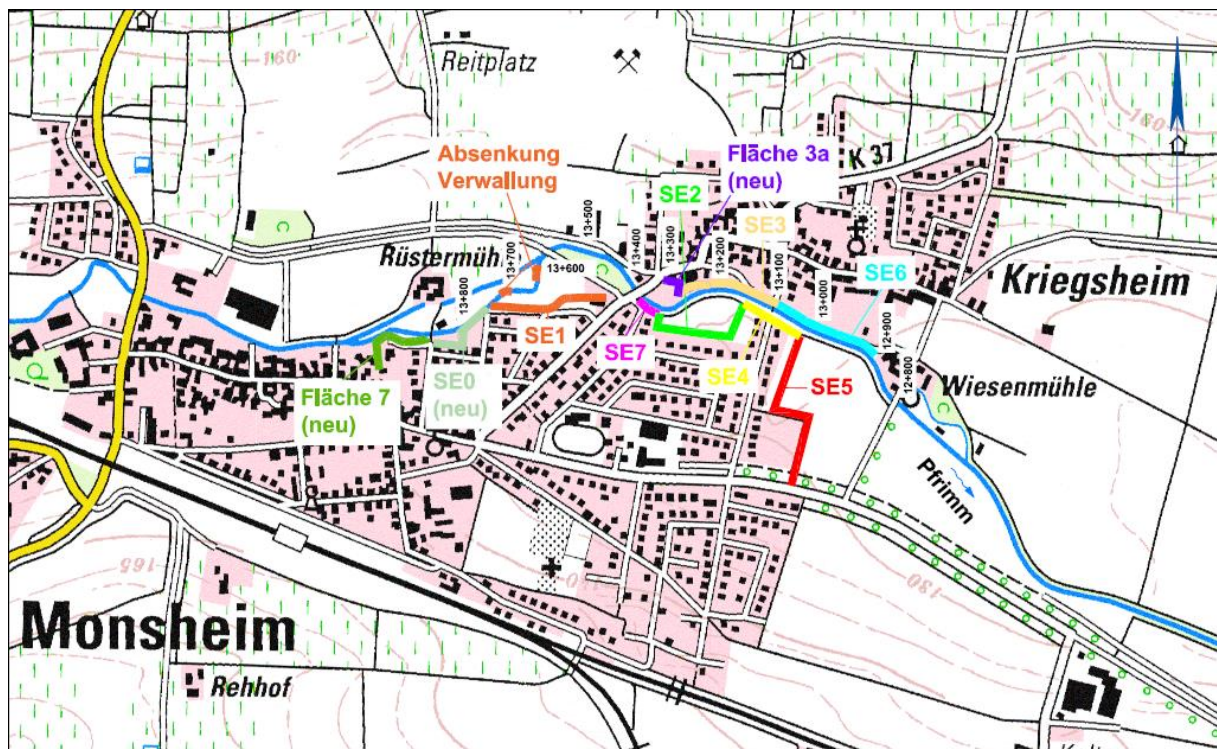 Reitplatz
160
K 37
160
Absenkung
Verwallung
Fläche 3a
(neu)
SE2
SE3
13+500
13+400
13+300
13+200
13+100
13+000
12+900
12+800
Rüstermüh
13+700
13+600
13+800
SE6
Kriegsheim
SE1
SE7
SE4
SE5
Wiesenmühle
Fläche 7
(neu)
SE0
(neu)
Pfrimm
165
180
Monsheim
Rehhof